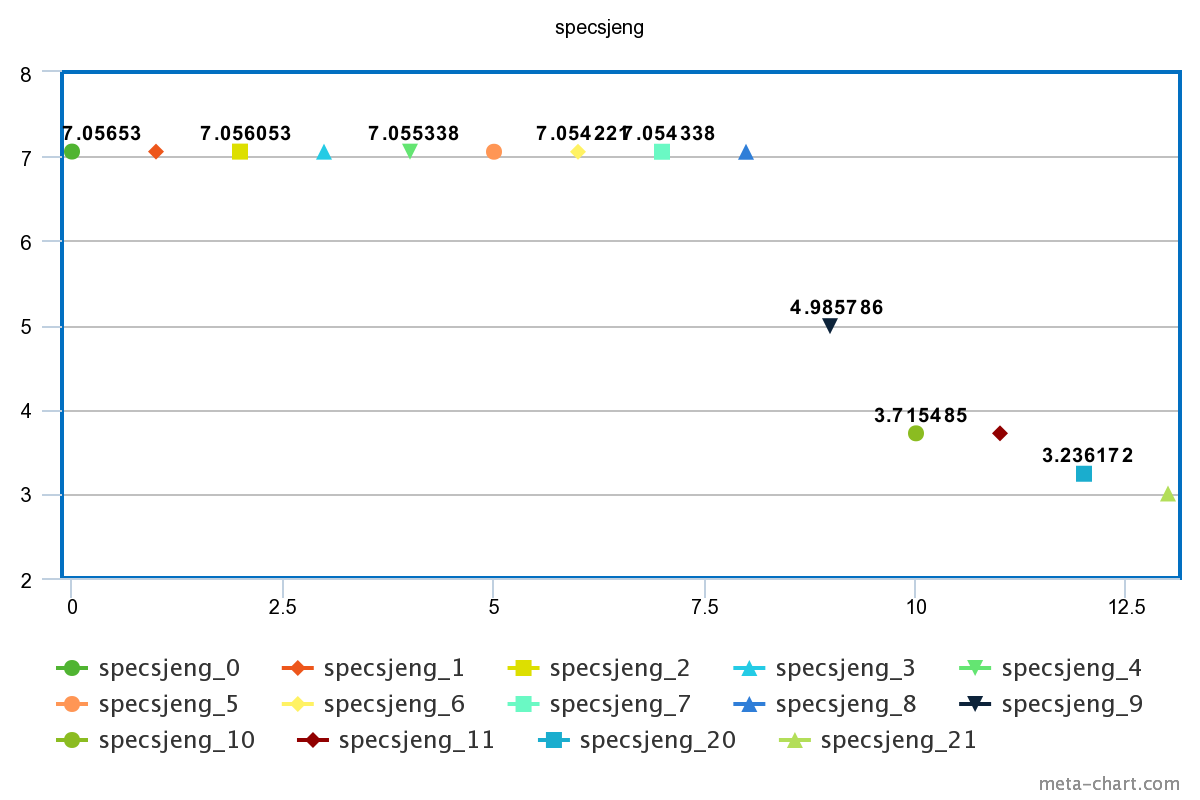 specsjeng
8
7.05653 7.056053 7.055338 7.054221 7.054338
7
6
4.985786
5
4
3.715485
3.236172
3
2
0 2.5 5 7.5 10 12.5
specsjeng_0 specsjeng_1 specsjeng_2 specsjeng_3 specsjeng_4
specsjeng_5 specsjeng_6 specsjeng_7 specsjeng_8 specsjeng_9
specsjeng_10 specsjeng_11 specsjeng_20 specsjeng_21
meta-chart.com